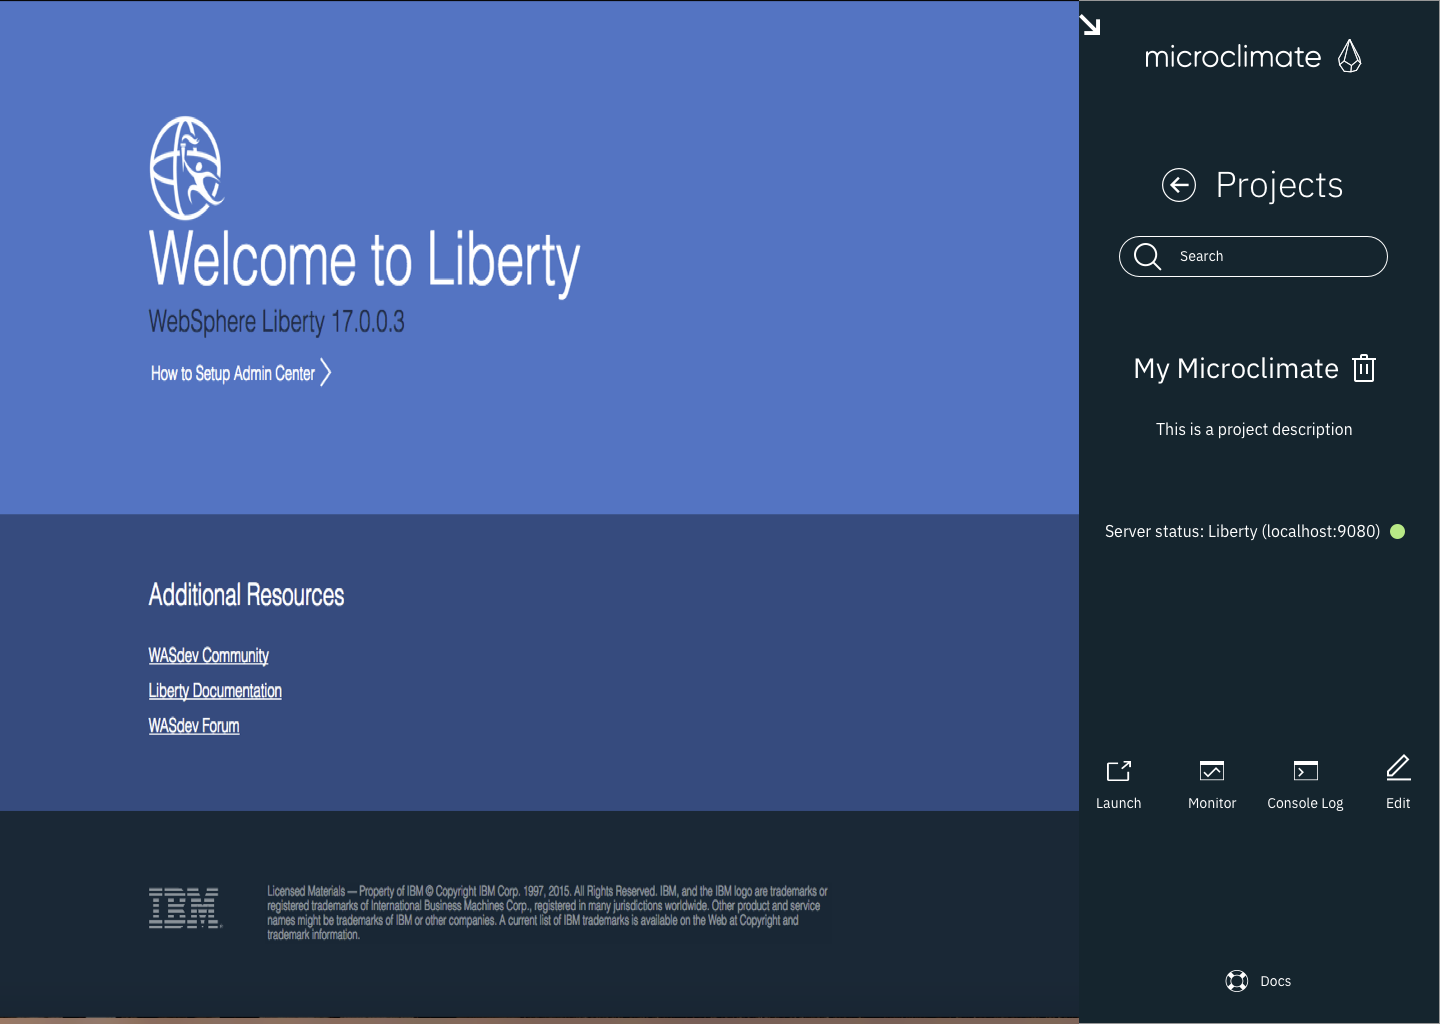 Welcome to Liberty
WebSphere Liberty 17.0.0.3
How to Setup Admin Center
Additional Resources
WASdev Community
Liberty Documentation
WASdev Forum
IBM
Licensed Materials — Property of IBM © Copyright IBM Corp. 1997, 2015. All Rights Reserved. IBM, and the IBM logo are trademarks or
registered trademarks of International Business Machines Corp., registered in many jurisdictions worldwide. Other product and service
names might be trademarks of IBM or other companies. A current list of IBM trademarks is available on the Web at Copyright and
trademark information.
microclimate
Projects
Search
My Microclimate
This is a project description
Server status: Liberty (localhost:9080)
Launch
Monitor
Console Log
Edit
Docs